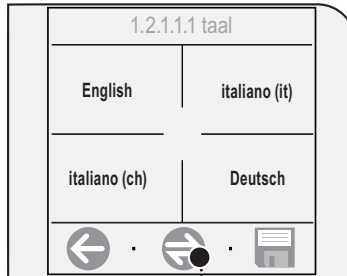 1.2.1.1.1 taal
English italiano (it)
italiano (ch) Deutsch